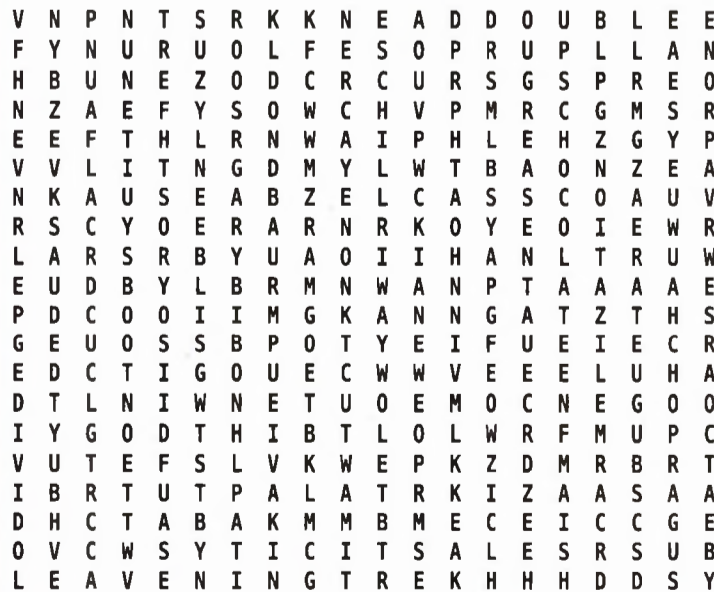 V N P N T S R K K N E A D D O U B L E E
F Y N U R U O L F E S O P R U P L L A N
H B U N E Z O D C R C U R S G S P R E O
N Z A E F Y S O W C H V P M R C G M S R
E E F T H L R N W A I P H L E H Z G Y P
V V L I T N G D M Y L W T B A O N Z E A
N K A U S E A B Z E L C A S S C O A U V
R S C Y O E R A R N R K O Y E O I E W R
L A R S R B Y U A O I I H A N L T R U W
E U D B Y L B R M N W A N P T A A A A E
P D C O O I I M G K A N N G A T Z T H S
G E U O S S B P O T Y E I F U E I E C R
E D C T I G O U E C W W V E E E L U H A
D T L N I W N E T U O E M O C N E G O O
I Y G O D T H I B T L O L W R F M U P C
V U T E F S L V K W E P K Z D M R B R T
I B R T U T P A L A T R K I Z A A S A A
D H C T A B A K M M B M E C E I C C G E
O V C W S Y T I C I T S A L E S R S U B
L E A V E N I N G T R E K H H H D D S Y